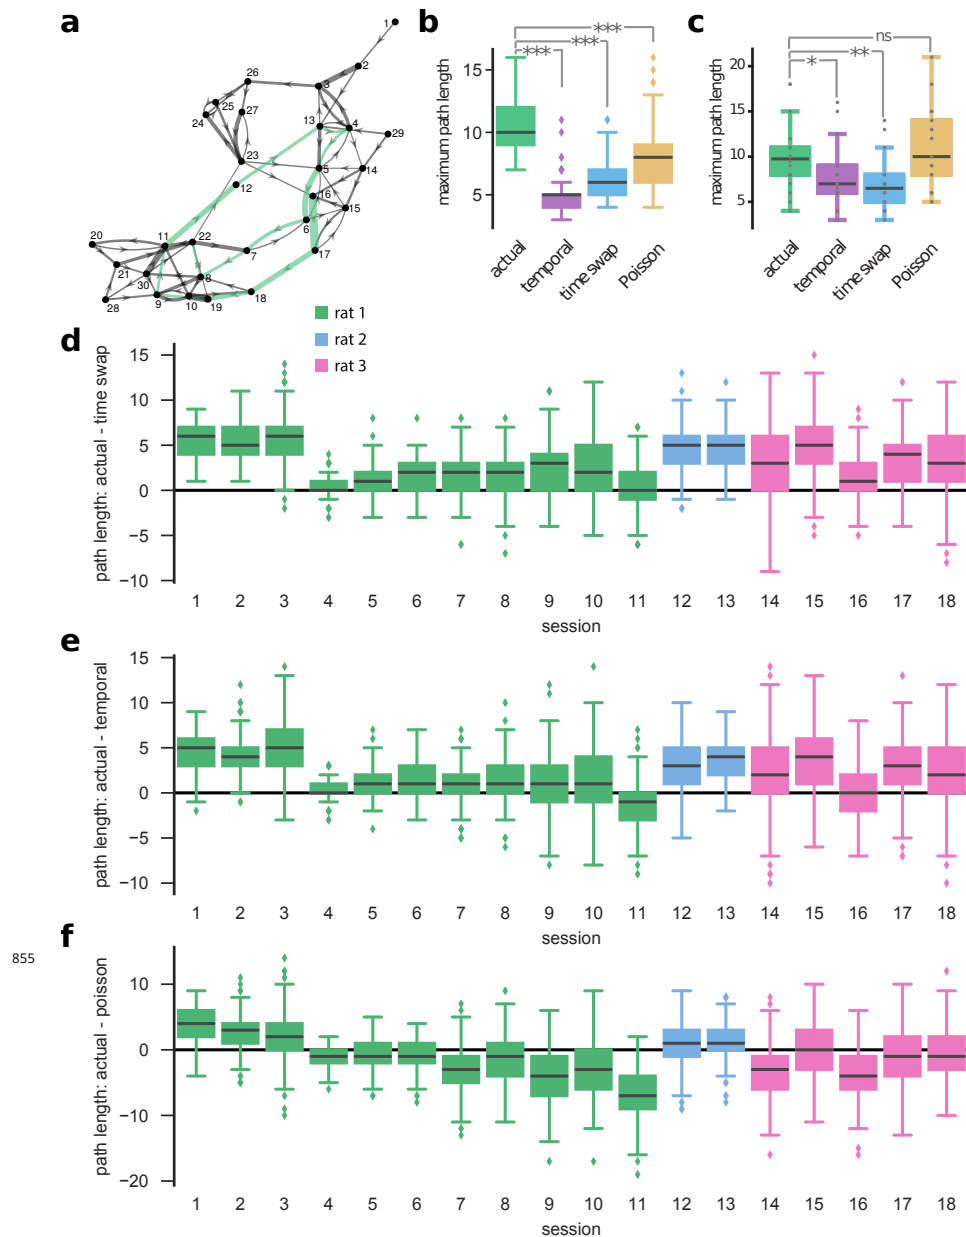 a
1
2
26
3
25
27
13
4
24
29
23
5
14
12
16
15
6
11
22
20
7
17
21
8
30
9
10
19
18
28
b
***
***
***
maximum path length
15
10
5
actual
temporal
time swap
Poisson
c
ns
**
*
maximum path length
20
15
10
5
actual
temporal
time swap
Poisson
rat 1
rat 2
rat 3
d
path length: actual - time swap
15
10
5
0
−5
−10
1 2 3 4 5 6 7 8 9 10 11 12 13 14 15 16 17 18
session
e
path length: actual - temporal
15
10
5
0
−5
−10
1 2 3 4 5 6 7 8 9 10 11 12 13 14 15 16 17 18
session
855
f
path length: actual - poisson
10
0
−10
−20
1 2 3 4 5 6 7 8 9 10 11 12 13 14 15 16 17 18
session